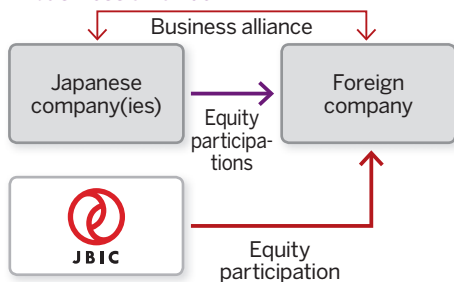 Business alliance
Japanese
company(ies)
Equity
participa-
tions
Foreign
company
JBIC
Equity
participation